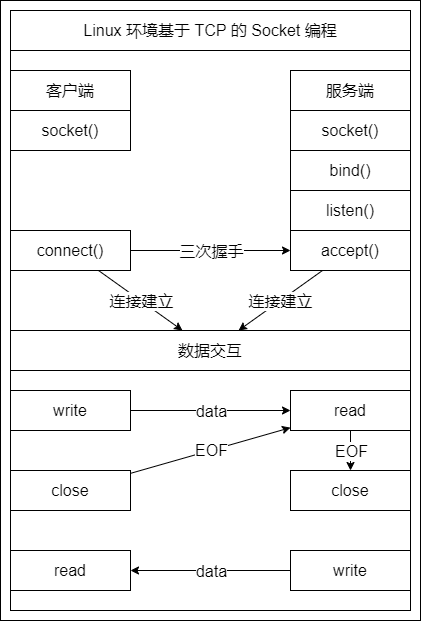 Linux 环境基于 TCP 的 Socket 编程
客户端
服务端
socket()
socket()
bind()
listen()
connect()
三次握手
accept()
连接建立
连接建立
数据交互
write
data
read
EOF
EOF
close
close
read
data
write